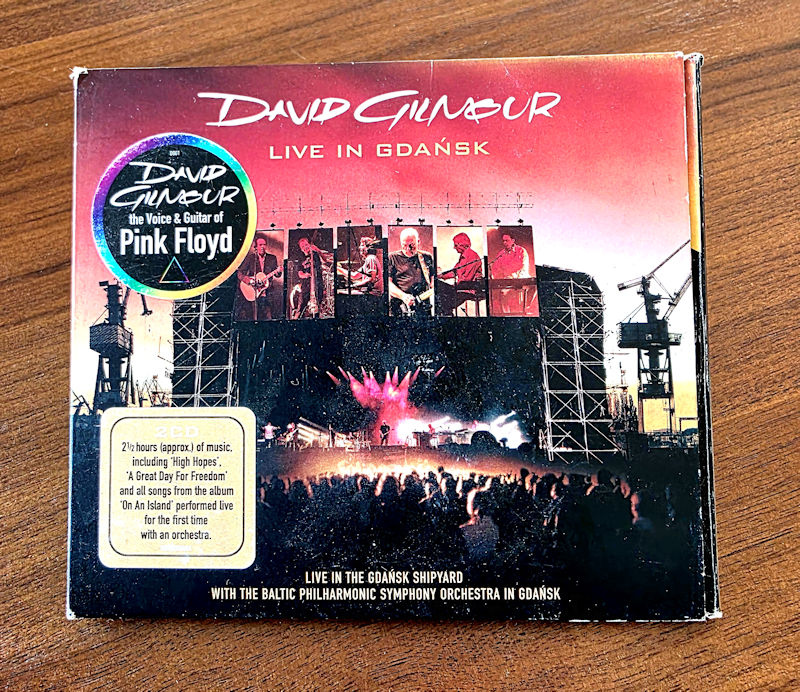 DAVID GILMOUR
LIVE IN GDAŃSK
DAVID
GILMOUR
the Voice & Guitar of
Pink Floyd
2CD
2½ hours (approx.) of music,
including 'High Hopes',
'A Great Day For Freedom'
and all songs from the album
'On An Island' performed live
for the first time
with an orchestra.
LIVE IN THE GDAŃSK SHIPYARD
WITH THE BALTIC PHILHARMONIC SYMPHONY ORCHESTRA IN GDAŃSK